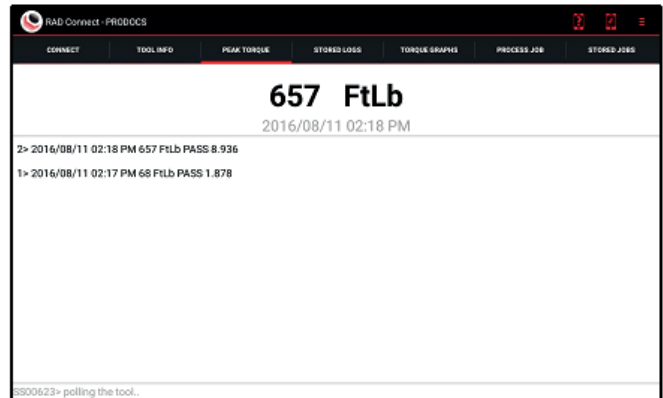 RAD Connect - PRODOCS
CONNECT TOOL INFO PEAK TORQUE STORED LOGS TORQUE GRAPHS PROCESS JOB STORED JOBS
657 FtLb
2016/08/11 02:18 PM
2> 2016/08/11 02:18 PM 657 FtLb PASS 8.936
1> 2016/08/11 02:17 PM 68 FtLb PASS 1.878
SS00623> polling the tool..